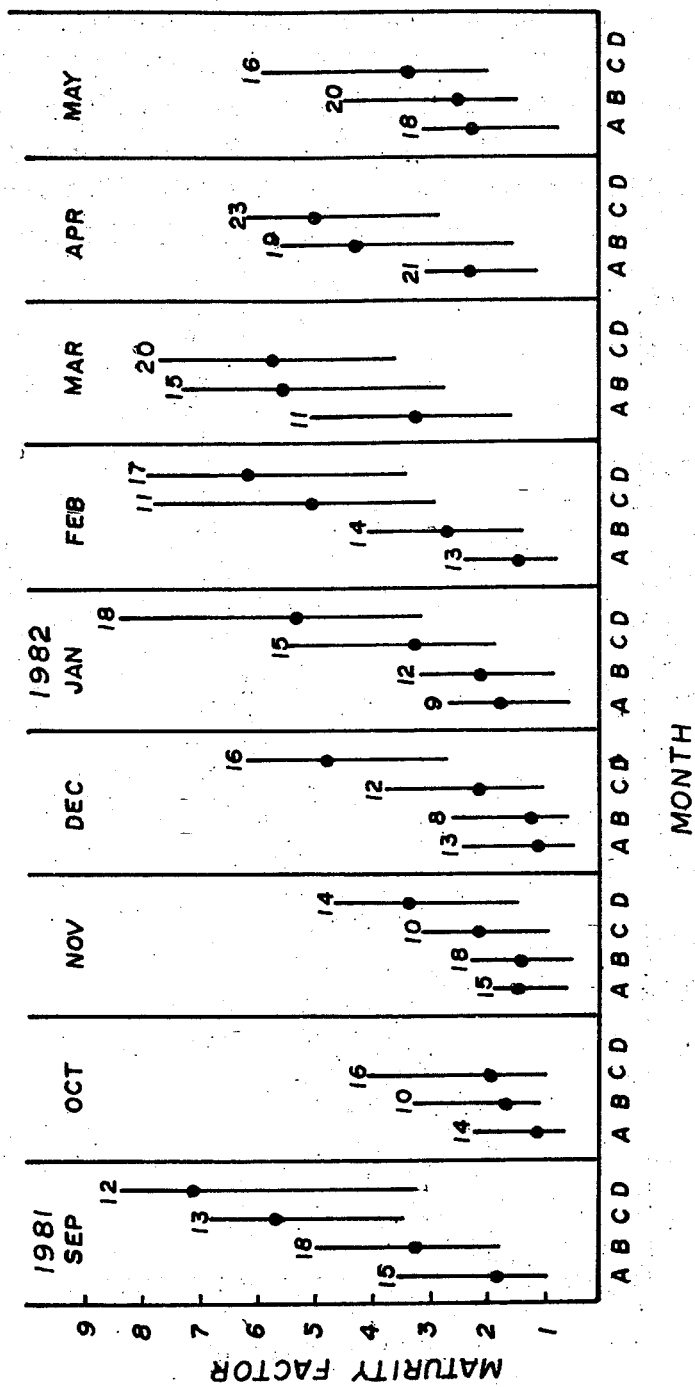 1981
SEP
OCT
NOV
DEC
1982
JAN
FEB
MAR
APR
MAY
MATURITY FACTOR
9
8
7
6
5
4
3
2
1
15 18 13 12
14 10 16
15 18 10 14
13 8 12 16
9 12 15 18
13 14 11 17
11 15 20
21 19 23
18 20 16
A B C D A B C D A B C D A B C D A B C D A B C D A B C D A B C D A B C D
MONTH